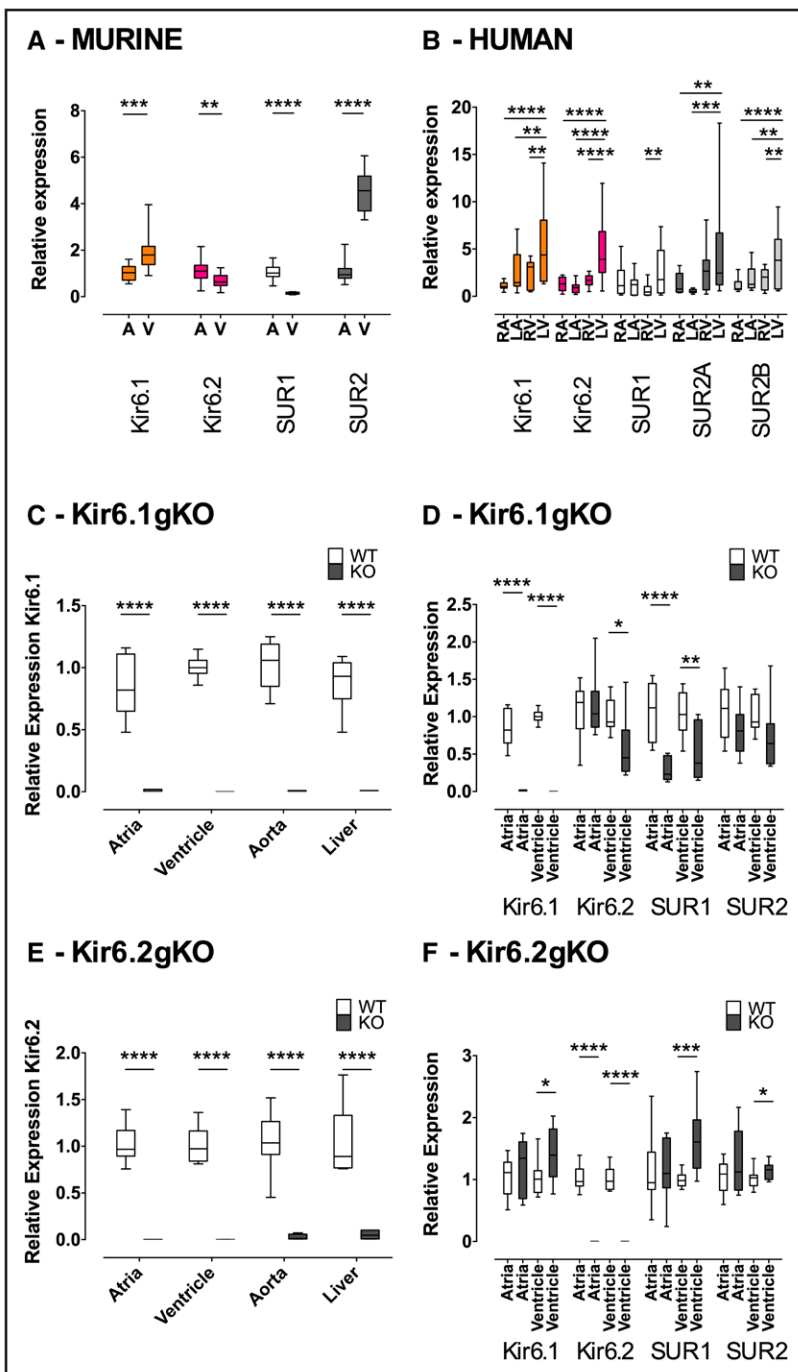 A - MURINE
*** ** **** ****
Relative expression
8
6
4
2
0
A V A V A V A V
Kir6.1 Kir6.2 SUR1 SUR2
B - HUMAN
**** **** ** ****
** **** ** *** **
** **** ** **
Relative expression
20
15
10
5
0
RA LA RV LV RA LA RV LV RA LA RV LV RA LA RV LV RA LA RV LV
Kir6.1 Kir6.2 SUR1 SUR2A SUR2B
C - Kir6.1gKO
WT
KO
**** **** **** ****
Relative Expression Kir6.1
1.5
1.0
0.5
0.0
Atria Ventricle Aorta Liver
D - Kir6.1gKO
WT
KO
**** **** * **** **
Relative Expression
2.5
2.0
1.5
1.0
0.5
0.0
Atria Atria Ventricle Ventricle Atria Atria Ventricle Ventricle Atria Atria Ventricle Ventricle Atria Atria Ventricle Ventricle
Kir6.1 Kir6.2 SUR1 SUR2
E - Kir6.2gKO
WT
KO
**** **** **** ****
Relative Expression Kir6.2
2.0
1.5
1.0
0.5
0.0
Atria Ventricle Aorta Liver
F - Kir6.2gKO
WT
KO
* **** **** *** *
Relative Expression
3
2
1
0
Atria Atria Ventricle Ventricle Atria Atria Ventricle Ventricle Atria Atria Ventricle Ventricle Atria Atria Ventricle Ventricle
Kir6.1 Kir6.2 SUR1 SUR2